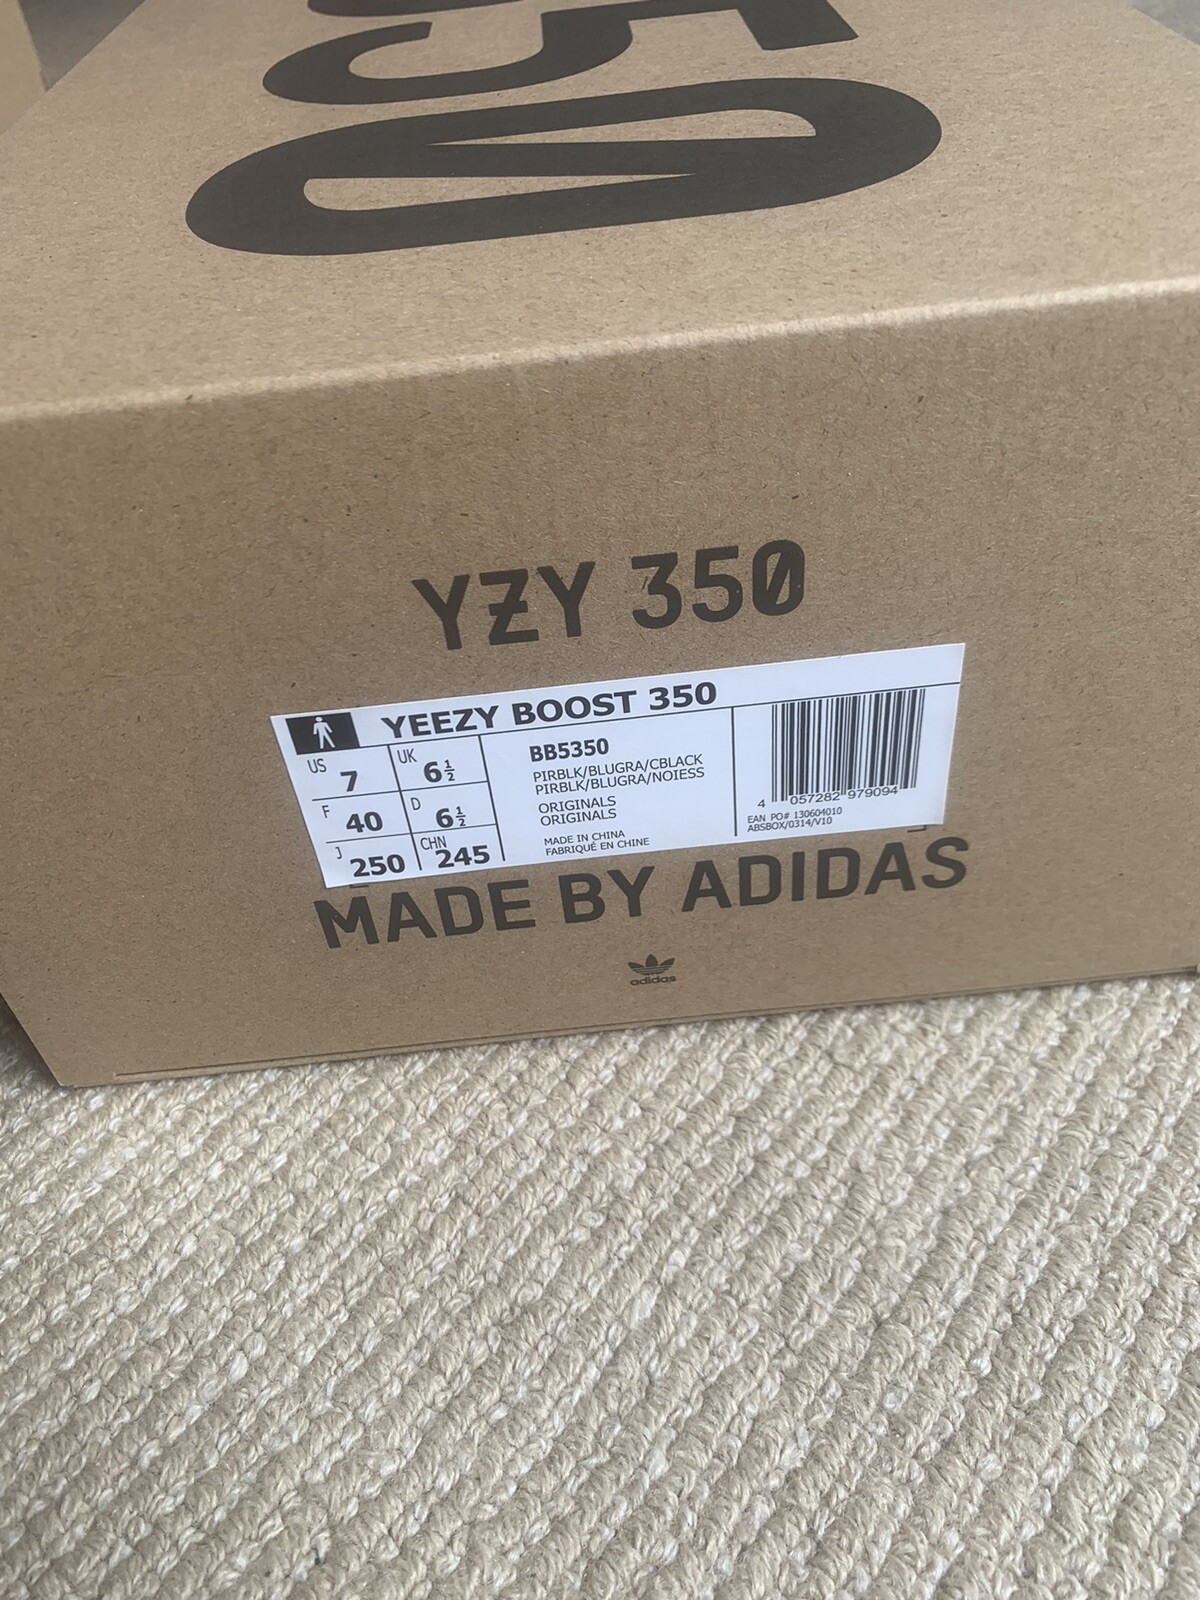 50
YZY 350
YEEZY BOOST 350
US 7
UK 6½
F 40
D 6½
J 250
CHN 245
BB5350
PIRBLK/BLUGRA/CBLACK
PIRBLK/BLUGRA/NOIESS
ORIGINALS
ORIGINALS
MADE IN CHINA
FABRIQUÉ EN CHINE
4 057282 979094
EAN PO# 130604010
ABSBOX/0314/V10
MADE BY ADIDAS
adidas